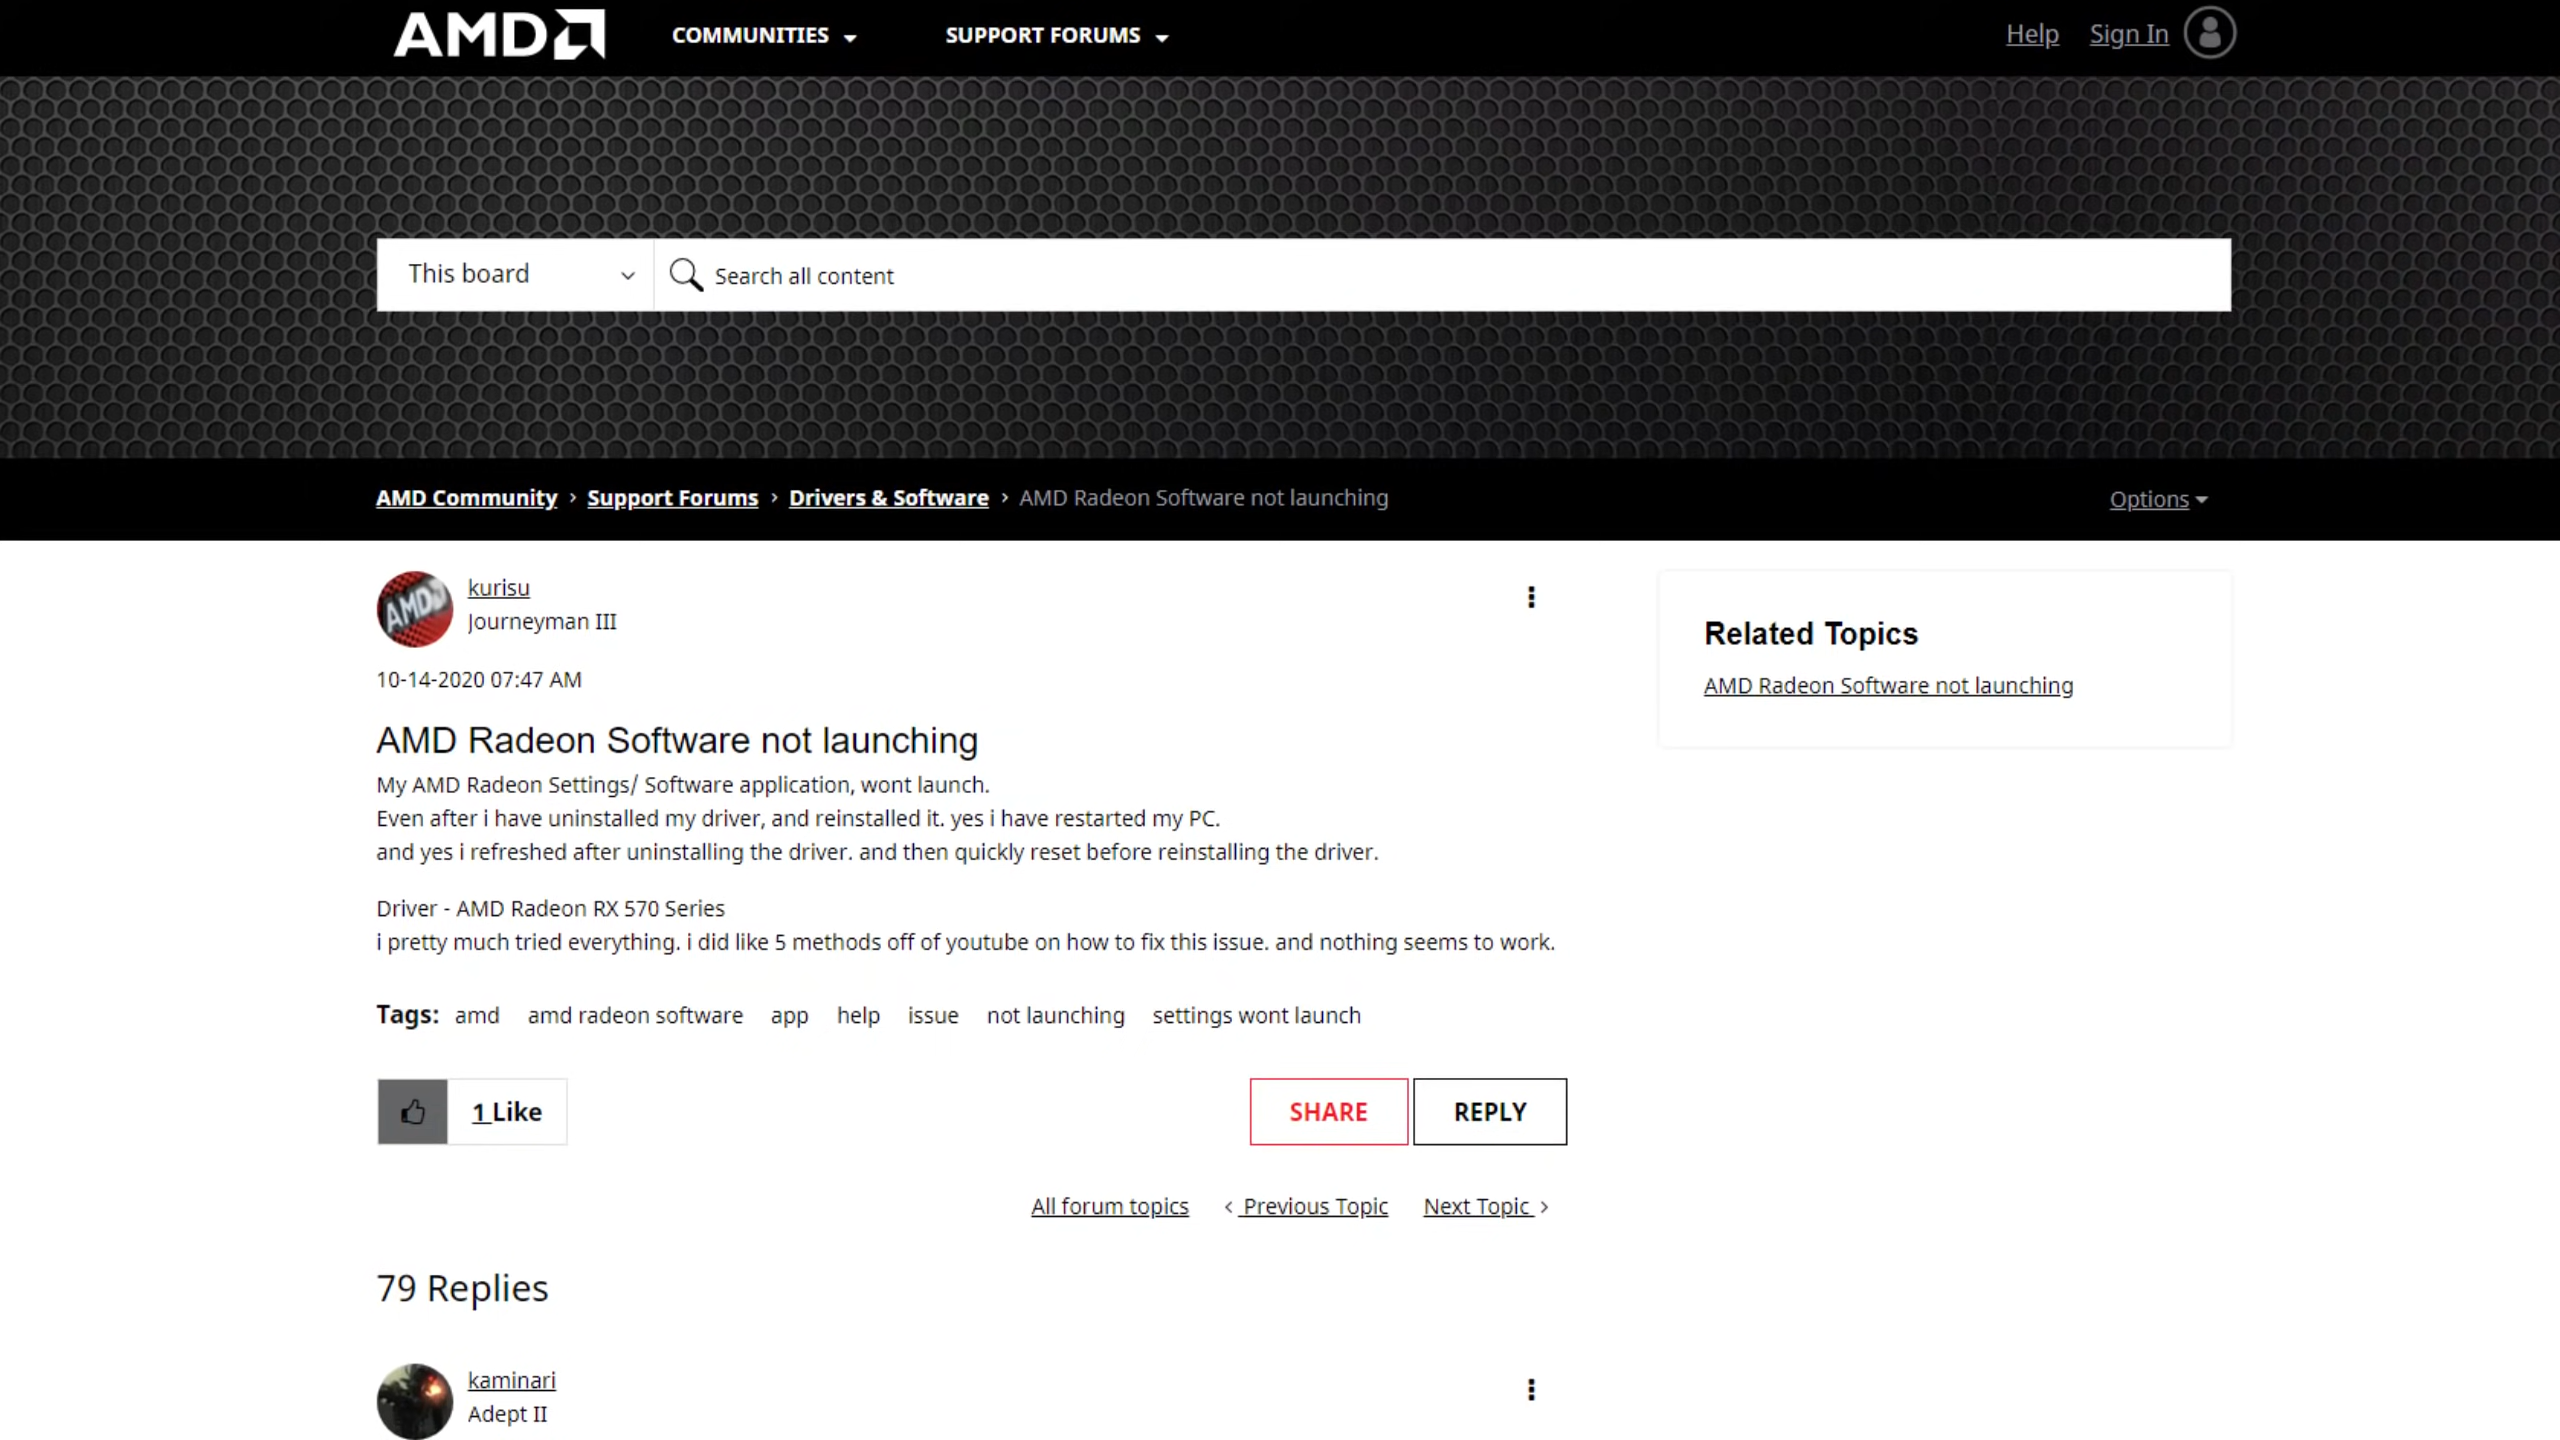 AMD
COMMUNITIES
SUPPORT FORUMS
Help
Sign In
This board
Search all content
AMD Community › Support Forums › Drivers & Software › AMD Radeon Software not launching
Options
AMD
kurisu
Journeyman III
10-14-2020 07:47 AM
AMD Radeon Software not launching
My AMD Radeon Settings/ Software application, wont launch.
Even after i have uninstalled my driver, and reinstalled it. yes i have restarted my PC.
and yes i refreshed after uninstalling the driver. and then quickly reset before reinstalling the driver.
Driver - AMD Radeon RX 570 Series
i pretty much tried everything. i did like 5 methods off of youtube on how to fix this issue. and nothing seems to work.
Tags: amd amd radeon software app help issue not launching settings wont launch
1 Like
SHARE
REPLY
All forum topics
‹ Previous Topic
Next Topic ›
79 Replies
kaminari
Adept II
Related Topics
AMD Radeon Software not launching